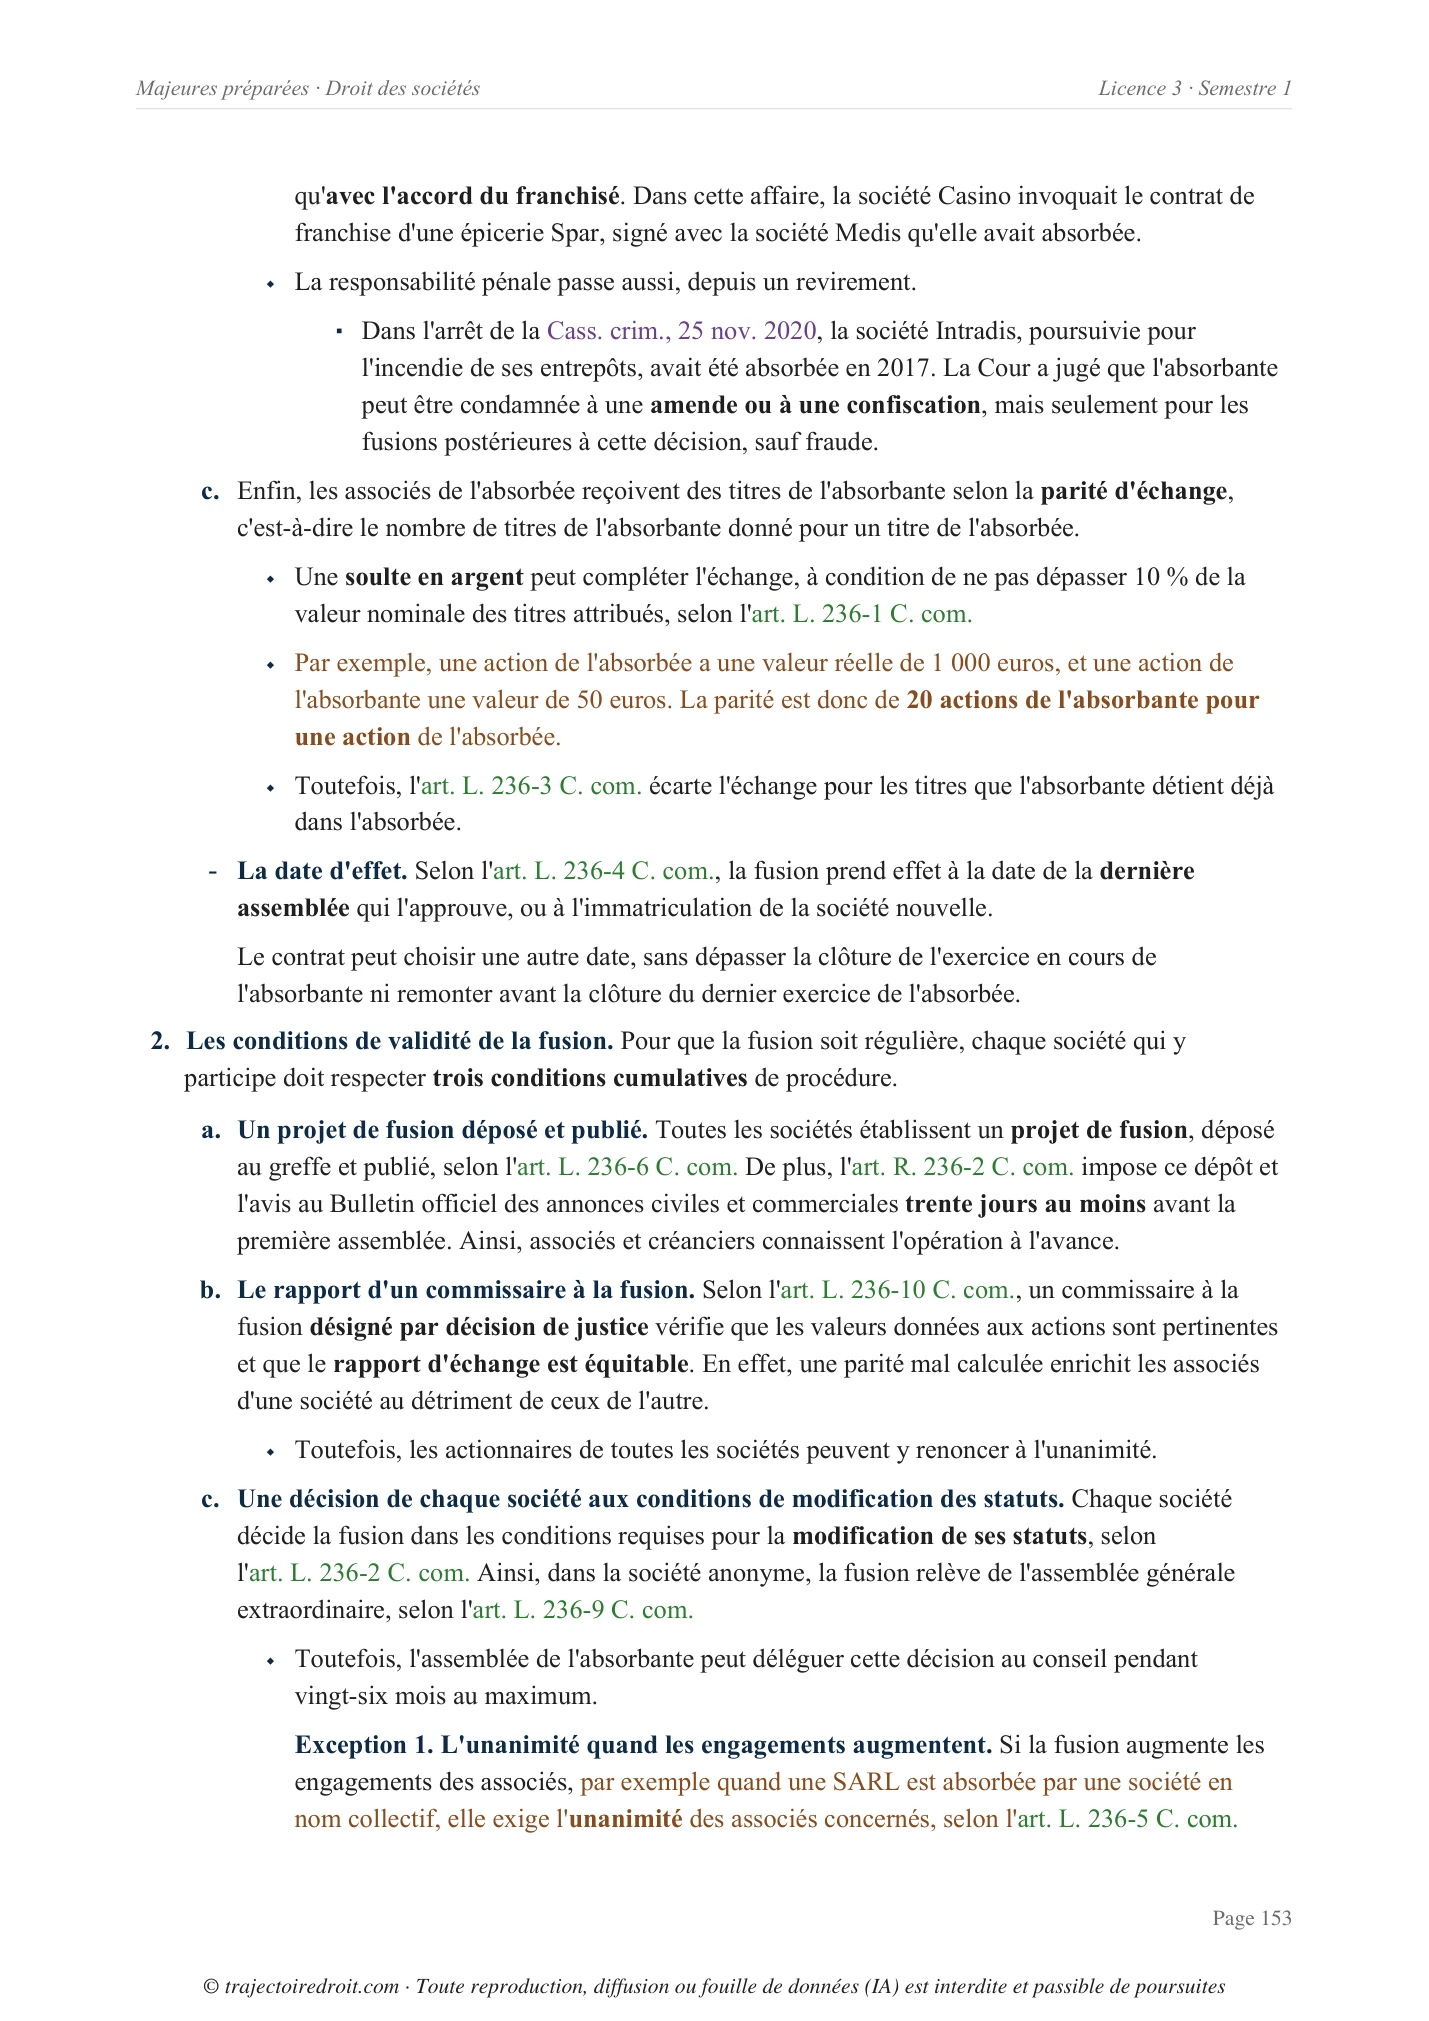 Majeures préparées · Droit des sociétés
Licence 3 · Semestre 1
qu'avec l'accord du franchisé. Dans cette affaire, la société Casino invoquait le contrat de
franchise d'une épicerie Spar, signé avec la société Medis qu'elle avait absorbée.
⬩ La responsabilité pénale passe aussi, depuis un revirement.
▪ Dans l'arrêt de la Cass. crim., 25 nov. 2020, la société Intradis, poursuivie pour
l'incendie de ses entrepôts, avait été absorbée en 2017. La Cour a jugé que l'absorbante
peut être condamnée à une amende ou à une confiscation, mais seulement pour les
fusions postérieures à cette décision, sauf fraude.
c. Enfin, les associés de l'absorbée reçoivent des titres de l'absorbante selon la parité d'échange,
c'est-à-dire le nombre de titres de l'absorbante donné pour un titre de l'absorbée.
⬩ Une soulte en argent peut compléter l'échange, à condition de ne pas dépasser 10 % de la
valeur nominale des titres attribués, selon l'art. L. 236-1 C. com.
⬩ Par exemple, une action de l'absorbée a une valeur réelle de 1 000 euros, et une action de
l'absorbante une valeur de 50 euros. La parité est donc de 20 actions de l'absorbante pour
une action de l'absorbée.
⬩ Toutefois, l'art. L. 236-3 C. com. écarte l'échange pour les titres que l'absorbante détient déjà
dans l'absorbée.
- La date d'effet. Selon l'art. L. 236-4 C. com., la fusion prend effet à la date de la dernière
assemblée qui l'approuve, ou à l'immatriculation de la société nouvelle.
Le contrat peut choisir une autre date, sans dépasser la clôture de l'exercice en cours de
l'absorbante ni remonter avant la clôture du dernier exercice de l'absorbée.
2. Les conditions de validité de la fusion. Pour que la fusion soit régulière, chaque société qui y
participe doit respecter trois conditions cumulatives de procédure.
a. Un projet de fusion déposé et publié. Toutes les sociétés établissent un projet de fusion, déposé
au greffe et publié, selon l'art. L. 236-6 C. com. De plus, l'art. R. 236-2 C. com. impose ce dépôt et
l'avis au Bulletin officiel des annonces civiles et commerciales trente jours au moins avant la
première assemblée. Ainsi, associés et créanciers connaissent l'opération à l'avance.
b. Le rapport d'un commissaire à la fusion. Selon l'art. L. 236-10 C. com., un commissaire à la
fusion désigné par décision de justice vérifie que les valeurs données aux actions sont pertinentes
et que le rapport d'échange est équitable. En effet, une parité mal calculée enrichit les associés
d'une société au détriment de ceux de l'autre.
⬩ Toutefois, les actionnaires de toutes les sociétés peuvent y renoncer à l'unanimité.
c. Une décision de chaque société aux conditions de modification des statuts. Chaque société
décide la fusion dans les conditions requises pour la modification de ses statuts, selon
l'art. L. 236-2 C. com. Ainsi, dans la société anonyme, la fusion relève de l'assemblée générale
extraordinaire, selon l'art. L. 236-9 C. com.
⬩ Toutefois, l'assemblée de l'absorbante peut déléguer cette décision au conseil pendant
vingt-six mois au maximum.
Exception 1. L'unanimité quand les engagements augmentent. Si la fusion augmente les
engagements des associés, par exemple quand une SARL est absorbée par une société en
nom collectif, elle exige l'unanimité des associés concernés, selon l'art. L. 236-5 C. com.
Page 153
© trajectoiredroit.com · Toute reproduction, diffusion ou fouille de données (IA) est interdite et passible de poursuites